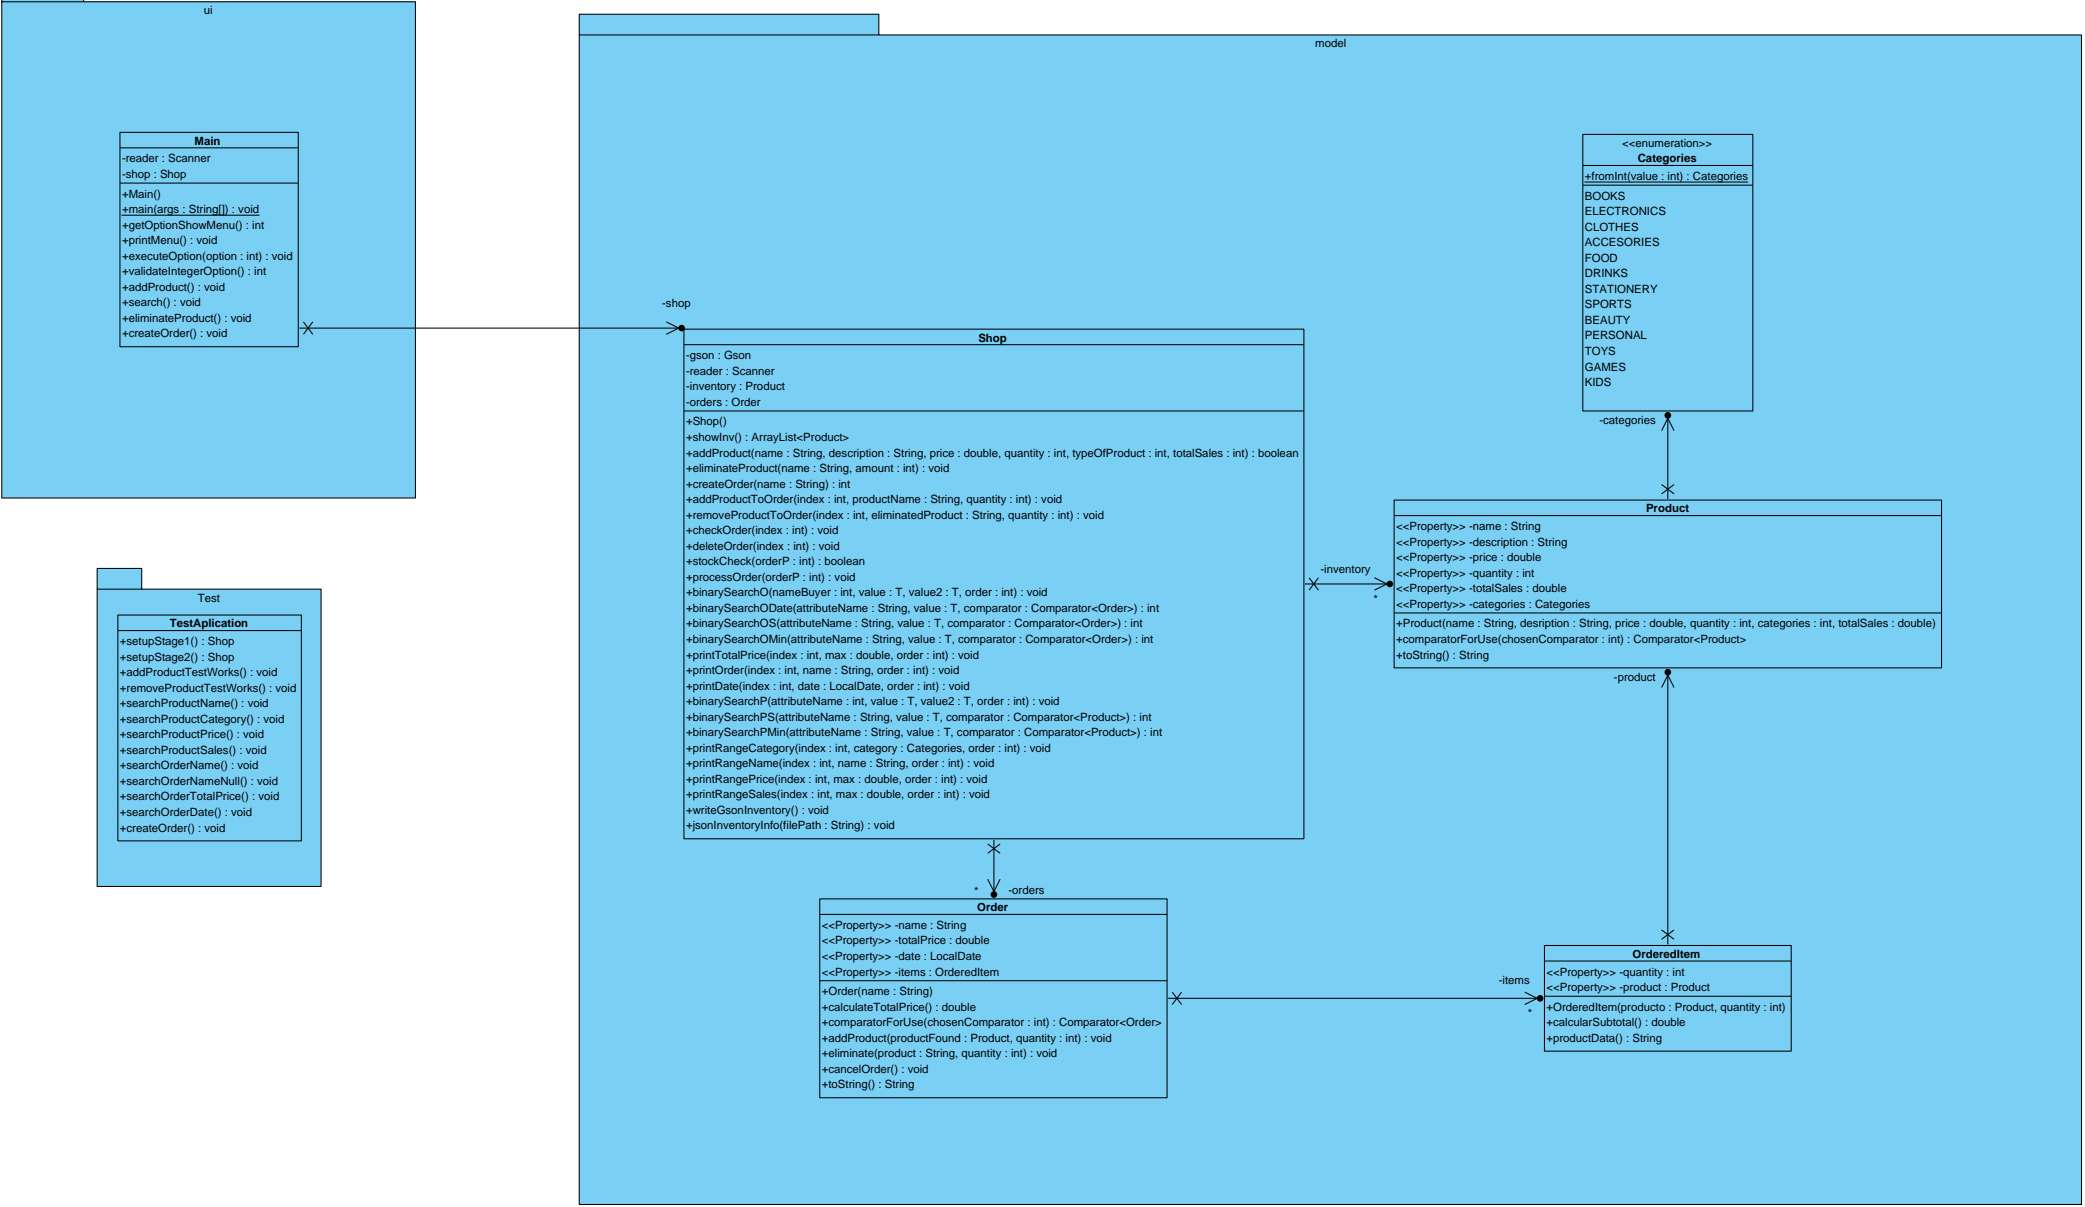 ui
Main
-reader : Scanner
-shop : Shop
+Main()
+main(args : String[]) : void
+getOptionShowMenu() : int
+printMenu() : void
+executeOption(option : int) : void
+validateIntegerOption() : int
+addProduct() : void
+search() : void
+eliminateProduct() : void
+createOrder() : void
Test
TestAplication
+setupStage1() : Shop
+setupStage2() : Shop
+addProductTestWorks() : void
+removeProductTestWorks() : void
+searchProductName() : void
+searchProductCategory() : void
+searchProductPrice() : void
+searchProductSales() : void
+searchOrderName() : void
+searchOrderNameNull() : void
+searchOrderTotalPrice() : void
+searchOrderDate() : void
+createOrder() : void
model
-shop
Shop
-gson : Gson
-reader : Scanner
-inventory : Product
-orders : Order
+Shop()
+showInv() : ArrayList<Product>
+addProduct(name : String, description : String, price : double, quantity : int, typeOfProduct : int, totalSales : int) : boolean
+eliminateProduct(name : String, amount : int) : void
+createOrder(name : String) : int
+addProductToOrder(index : int, productName : String, quantity : int) : void
+removeProductToOrder(index : int, eliminatedProduct : String, quantity : int) : void
+checkOrder(index : int) : void
+deleteOrder(index : int) : void
+stockCheck(orderP : int) : boolean
+processOrder(orderP : int) : void
+binarySearchO(nameBuyer : int, value : T, value2 : T, order : int) : void
+binarySearchODate(attributeName : String, value : T, comparator : Comparator<Order>) : int
+binarySearchOS(attributeName : String, value : T, comparator : Comparator<Order>) : int
+binarySearchOMin(attributeName : String, value : T, comparator : Comparator<Order>) : int
+printTotalPrice(index : int, max : double, order : int) : void
+printOrder(index : int, name : String, order : int) : void
+printDate(index : int, date : LocalDate, order : int) : void
+binarySearchP(attributeName : int, value : T, value2 : T, order : int) : void
+binarySearchPS(attributeName : String, value : T, comparator : Comparator<Product>) : int
+binarySearchPMin(attributeName : String, value : T, comparator : Comparator<Product>) : int
+printRangeCategory(index : int, category : Categories, order : int) : void
+printRangeName(index : int, name : String, order : int) : void
+printRangePrice(index : int, max : double, order : int) : void
+printRangeSales(index : int, max : double, order : int) : void
+writeGsonInventory() : void
+jsonInventoryInfo(filePath : String) : void
<<enumeration>>
Categories
+fromInt(value : int) : Categories
BOOKS
ELECTRONICS
CLOTHES
ACCESORIES
FOOD
DRINKS
STATIONERY
SPORTS
BEAUTY
PERSONAL
TOYS
GAMES
KIDS
-categories
-inventory
*
Product
<<Property>> -name : String
<<Property>> -description : String
<<Property>> -price : double
<<Property>> -quantity : int
<<Property>> -totalSales : double
<<Property>> -categories : Categories
+Product(name : String, desription : String, price : double, quantity : int, categories : int, totalSales : double)
+comparatorForUse(chosenComparator : int) : Comparator<Product>
+toString() : String
-product
* -orders
Order
<<Property>> -name : String
<<Property>> -totalPrice : double
<<Property>> -date : LocalDate
<<Property>> -items : OrderedItem
+Order(name : String)
+calculateTotalPrice() : double
+comparatorForUse(chosenComparator : int) : Comparator<Order>
+addProduct(productFound : Product, quantity : int) : void
+eliminate(product : String, quantity : int) : void
+cancelOrder() : void
+toString() : String
-items
*
OrderedItem
<<Property>> -quantity : int
<<Property>> -product : Product
+OrderedItem(producto : Product, quantity : int)
+calcularSubtotal() : double
+productData() : String